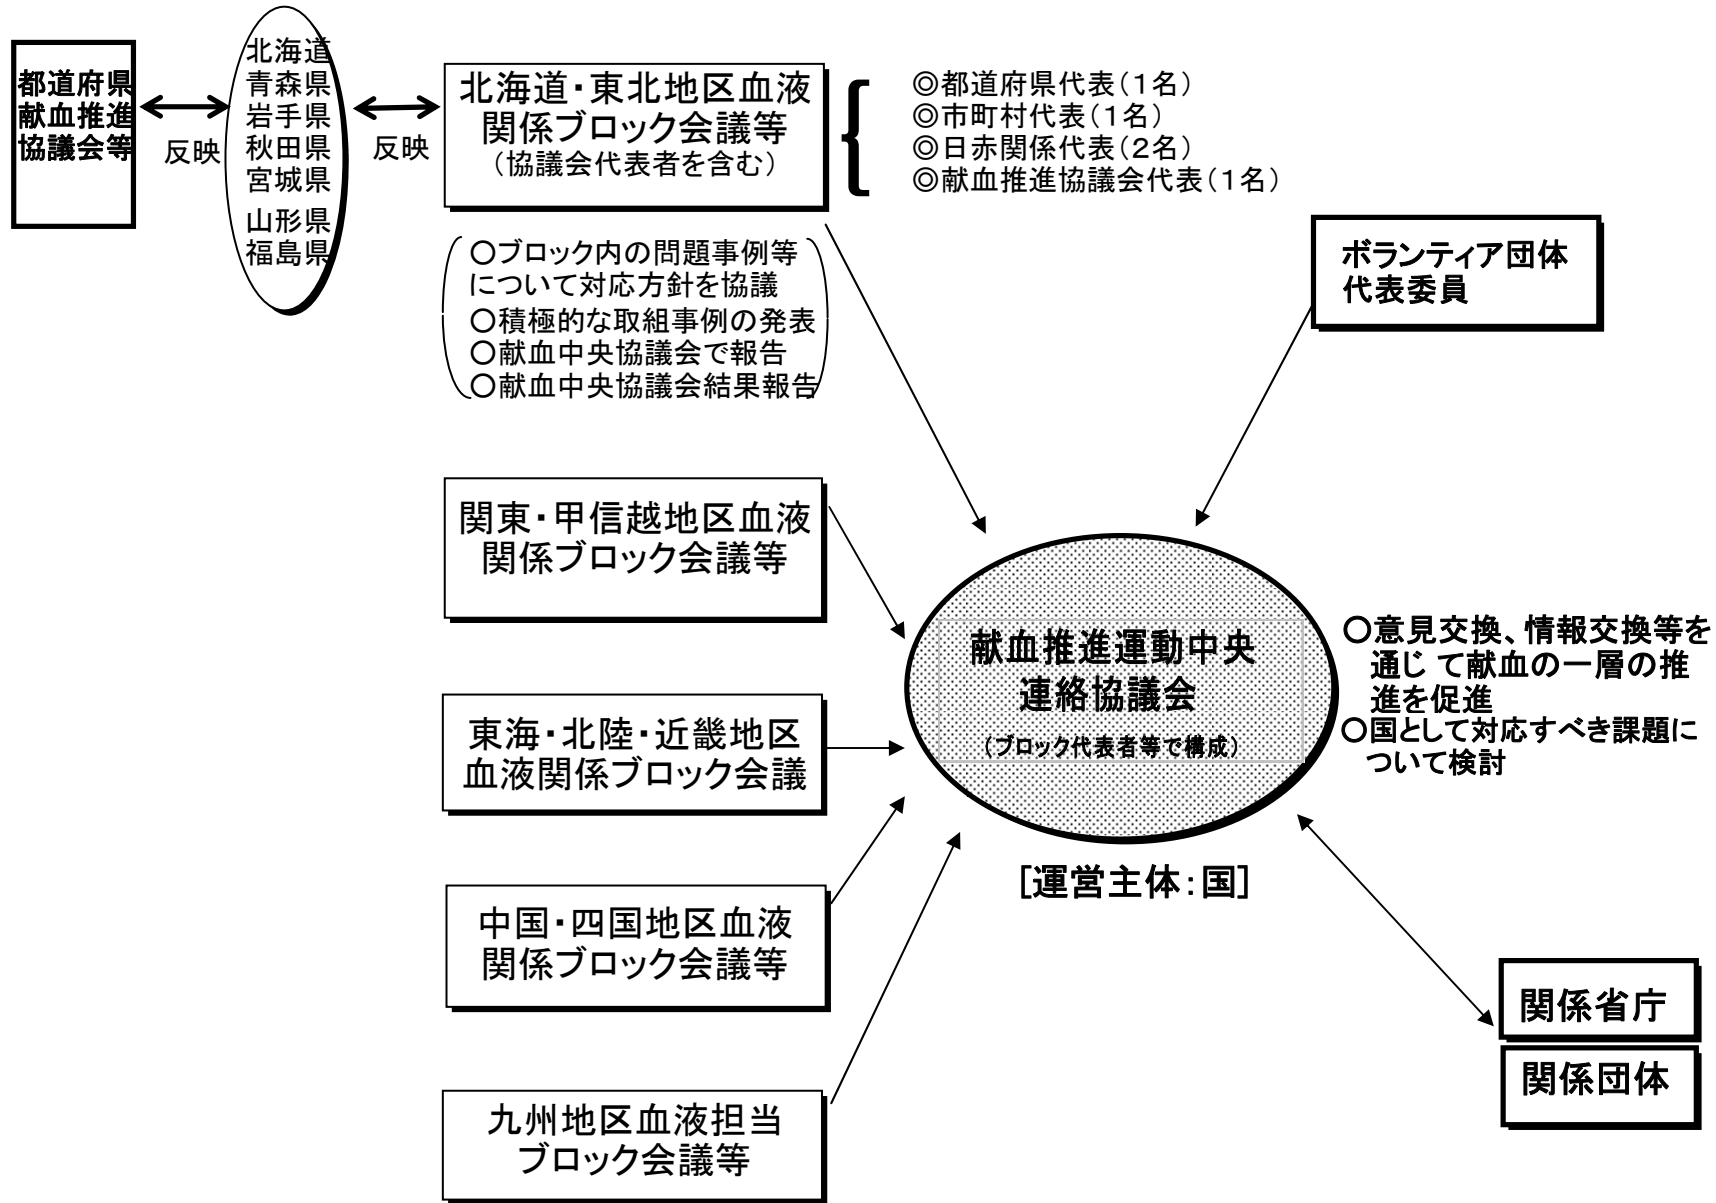 都道府県
献血推進
協議会等
反映
北海道
青森県
岩手県
秋田県
宮城県
山形県
福島県
反映
北海道・東北地区血液
関係ブロック会議等
（協議会代表者を含む）
◎都道府県代表（１名）
◎市町村代表（１名）
◎日赤関係代表（２名）
◎献血推進協議会代表（１名）
○ブロック内の問題事例等
について対応方針を協議
○積極的な取組事例の発表
○献血中央協議会で報告
○献血中央協議会結果報告
ボランティア団体
代表委員
関東・甲信越地区血液
関係ブロック会議等
東海・北陸・近畿地区
血液関係ブロック会議
中国・四国地区血液
関係ブロック会議等
九州地区血液担当
ブロック会議等
献血推進運動中央
連絡協議会
（ブロック代表者等で構成）
［運営主体：国］
○意見交換、情報交換等を
通じ て献血の一層の推
進を促進
○国として対応すべき課題に
ついて検討
関係省庁
関係団体